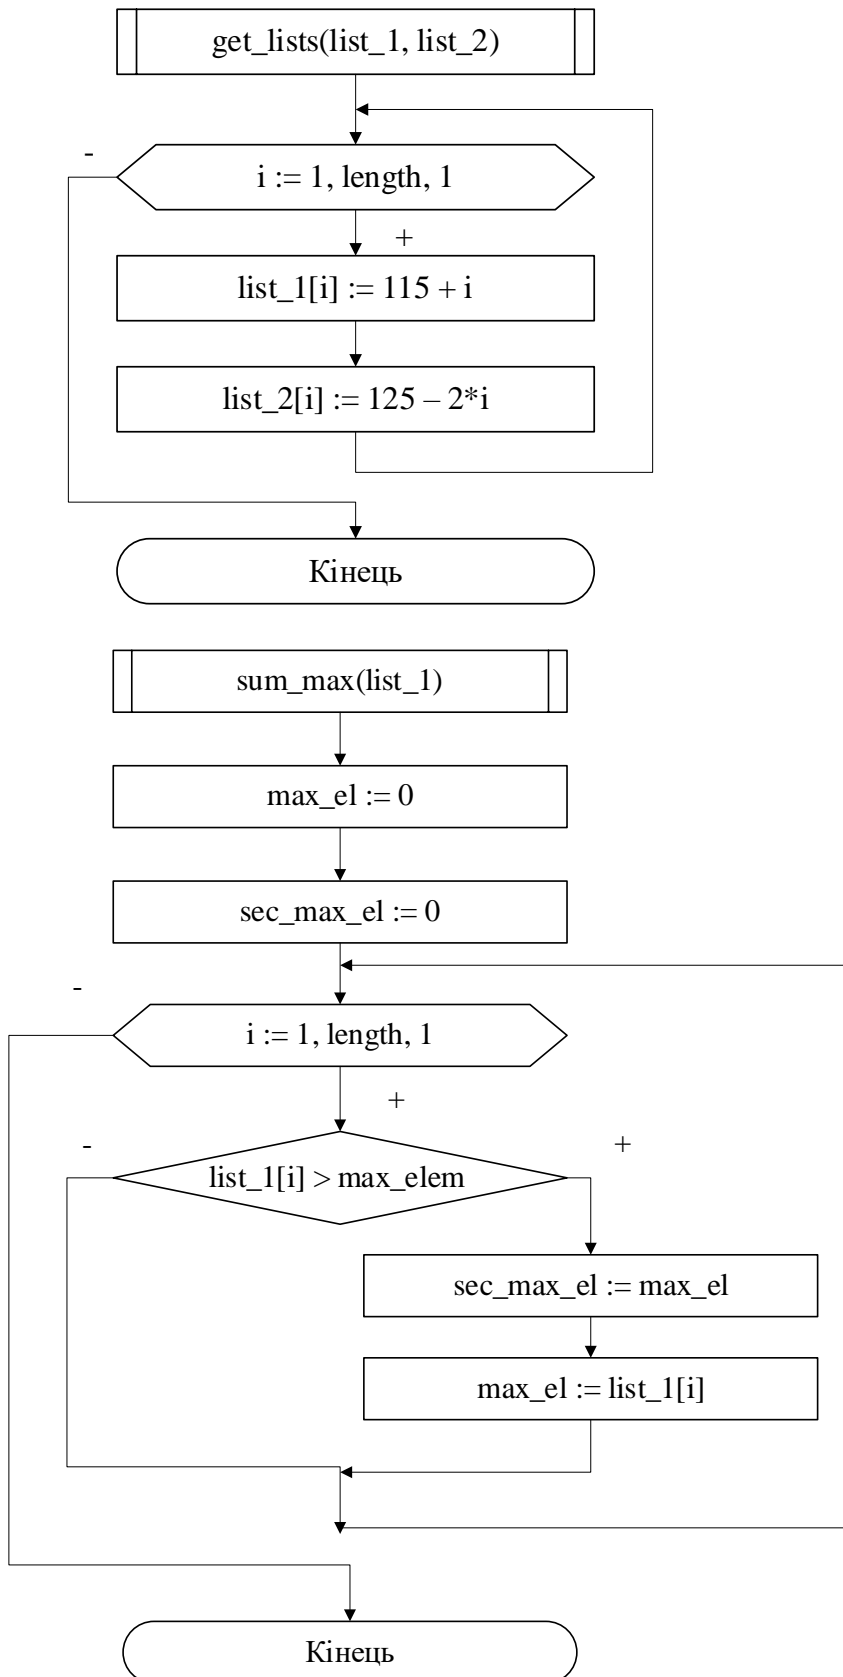 get_lists(list_1, list_2)
-
i := 1, length, 1
+
list_1[i] := 115 + i
list_2[i] := 125 – 2*i
Кінець
sum_max(list_1)
max_el := 0
sec_max_el := 0
-
i := 1, length, 1
+
-
+
list_1[i] > max_elem
sec_max_el := max_el
max_el := list_1[i]
Кінець